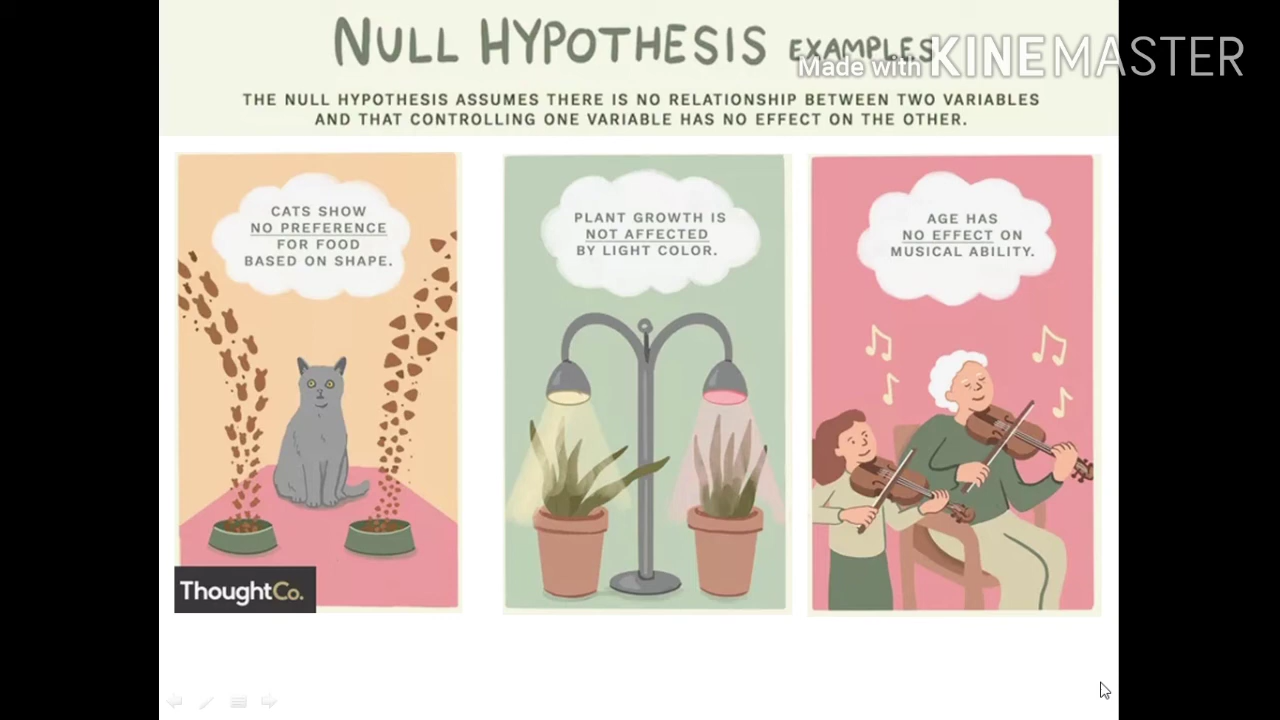 NULL HYPOTHESIS EXAMPLES
Made with KINEMASTER
THE NULL HYPOTHESIS ASSUMES THERE IS NO RELATIONSHIP BETWEEN TWO VARIABLES
AND THAT CONTROLLING ONE VARIABLE HAS NO EFFECT ON THE OTHER.
CATS SHOW
NO PREFERENCE
FOR FOOD
BASED ON SHAPE.
PLANT GROWTH IS
NOT AFFECTED
BY LIGHT COLOR.
AGE HAS
NO EFFECT ON
MUSICAL ABILITY.
ThoughtCo.